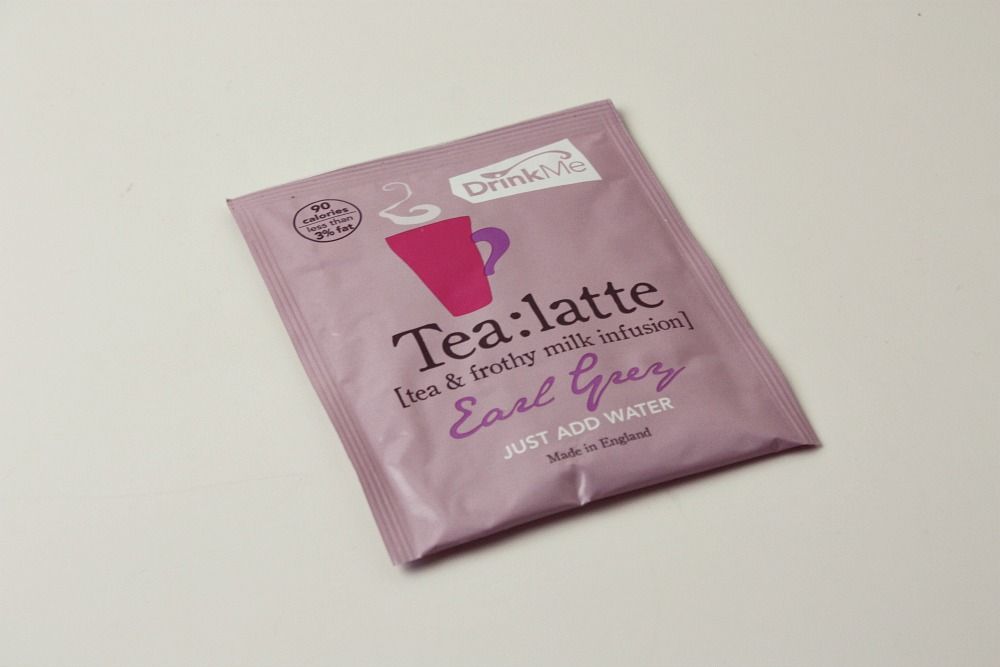 DrinkMe
90
calories
less than
3% fat
Tea:latte
[tea & frothy milk infusion]
Earl Grey
JUST ADD WATER
Made in England